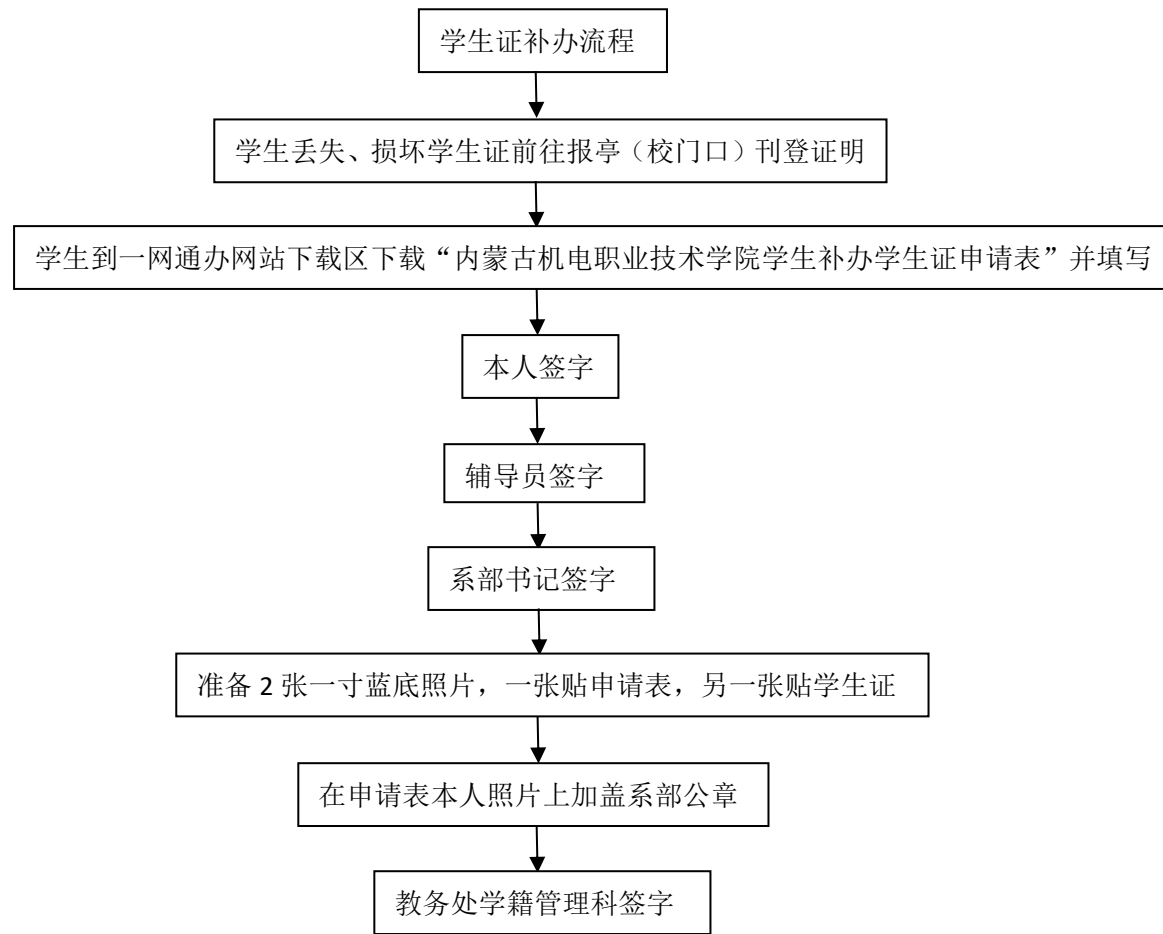 学生证补办流程
学生丢失、损坏学生证前往报亭（校门口）刊登证明
学生到一网通办网站下载区下载“内蒙古机电职业技术学院学生补办学生证申请表”并填写
本人签字
辅导员签字
系部书记签字
准备 2 张一寸蓝底照片，一张贴申请表，另一张贴学生证
在申请表本人照片上加盖系部公章
教务处学籍管理科签字